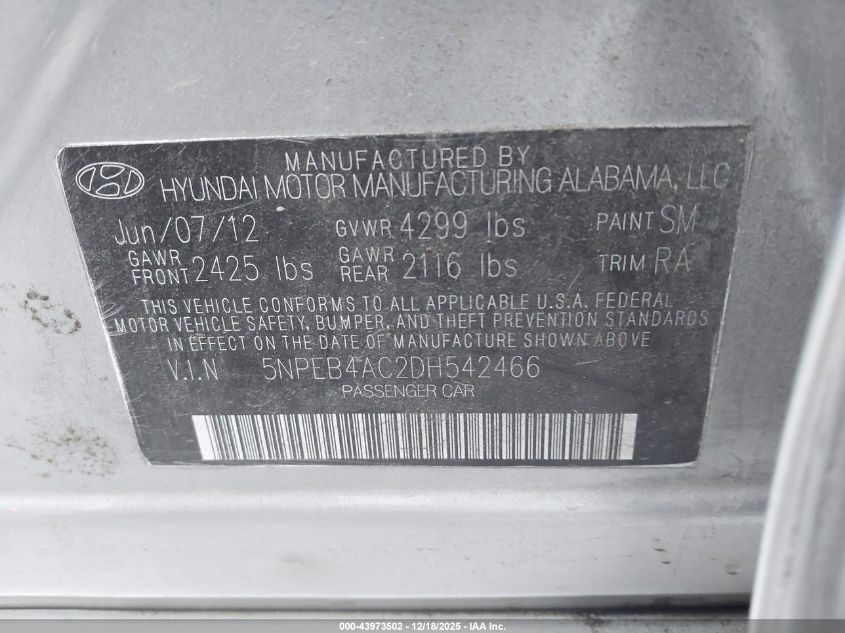 MANUFACTURED BY
HYUNDAI MOTOR MANUFACTURING ALABAMA, LLC
Jun/07/12 GVWR 4299 lbs PAINT SM
GAWR FRONT 2425 lbs GAWR REAR 2116 lbs TRIM RA
THIS VEHICLE CONFORMS TO ALL APPLICABLE U.S.A. FEDERAL
MOTOR VEHICLE SAFETY, BUMPER, AND THEFT PREVENTION STANDARDS
IN EFFECT ON THE DATE OF MANUFACTURE SHOWN ABOVE
V.I.N 5NPEB4AC2DH542466
PASSENGER CAR
000-43973502 - 12/18/2025 - IAA Inc.